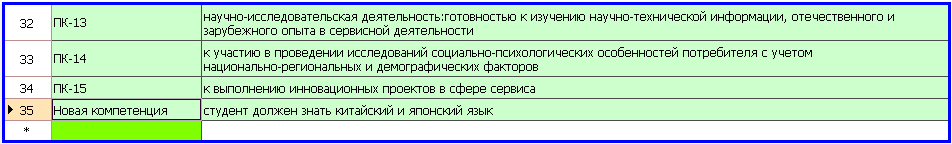 32 ПК-13 научно-исследовательская деятельность:готовностью к изучению научно-технической информации, отечественного и
зарубежного опыта в сервисной деятельности
33 ПК-14 к участию в проведении исследований социально-психологических особенностей потребителя с учетом
национально-региональных и демографических факторов
34 ПК-15 к выполнению инновационных проектов в сфере сервиса
35 Новая компетенция студент должен знать китайский и японский язык
*